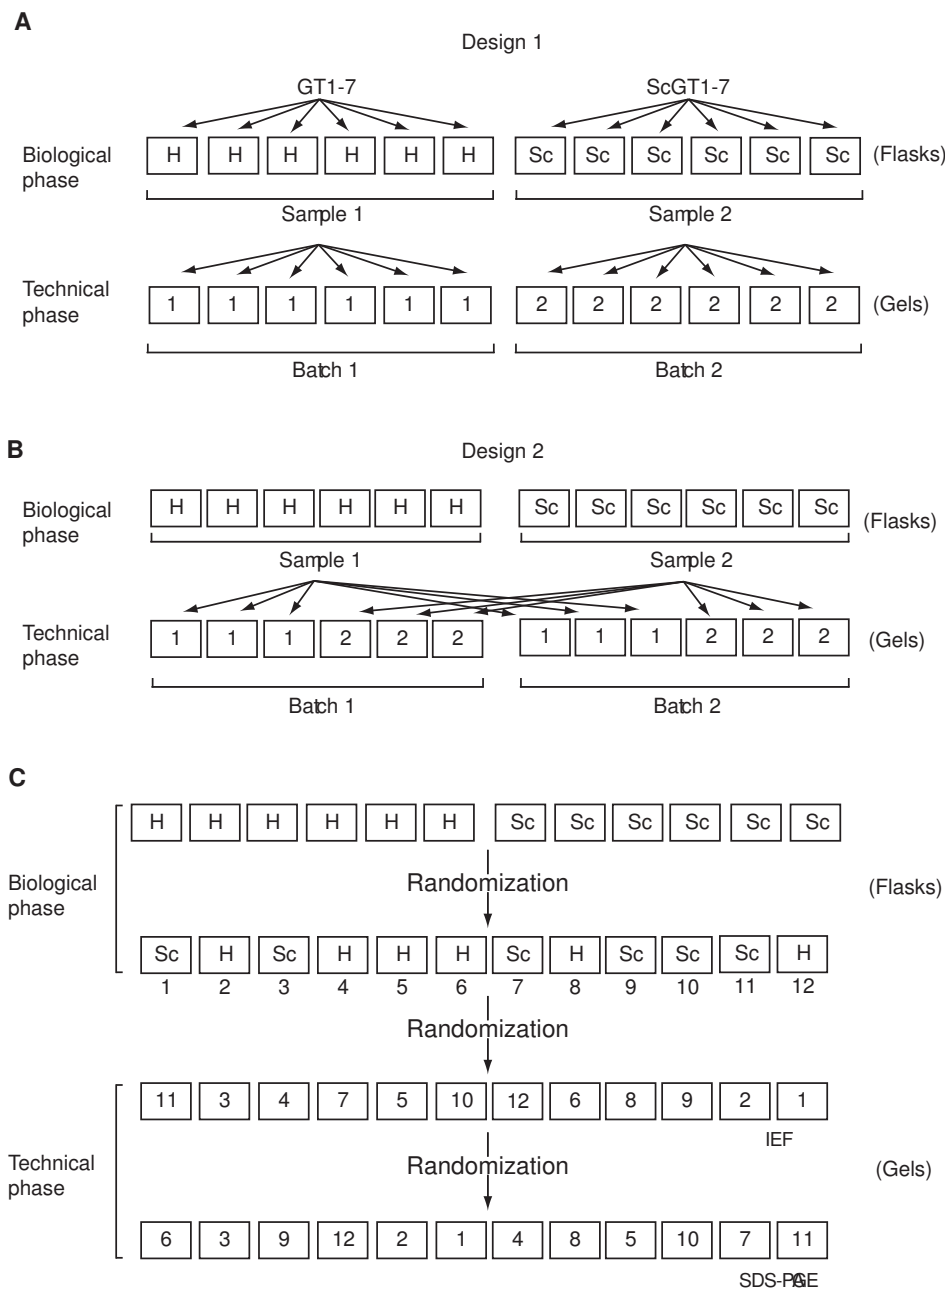 A
Design 1
GT1-7 ScGT1-7
Biological phase
H H H H H H Sc Sc Sc Sc Sc Sc (Flasks)
Sample 1 Sample 2
Technical phase
1 1 1 1 1 1 2 2 2 2 2 2 (Gels)
Batch 1 Batch 2
B
Design 2
Biological phase
H H H H H H Sc Sc Sc Sc Sc Sc (Flasks)
Sample 1 Sample 2
Technical phase
1 1 1 2 2 2 1 1 1 2 2 2 (Gels)
Batch 1 Batch 2
C
H H H H H H Sc Sc Sc Sc Sc Sc
Biological phase
Randomization
(Flasks)
Sc H Sc H H H Sc H Sc Sc Sc H
1 2 3 4 5 6 7 8 9 10 11 12
Randomization
11 3 4 7 5 10 12 6 8 9 2 1
IEF
Technical phase
Randomization
(Gels)
6 3 9 12 2 1 4 8 5 10 7 11
SDS-PAGE